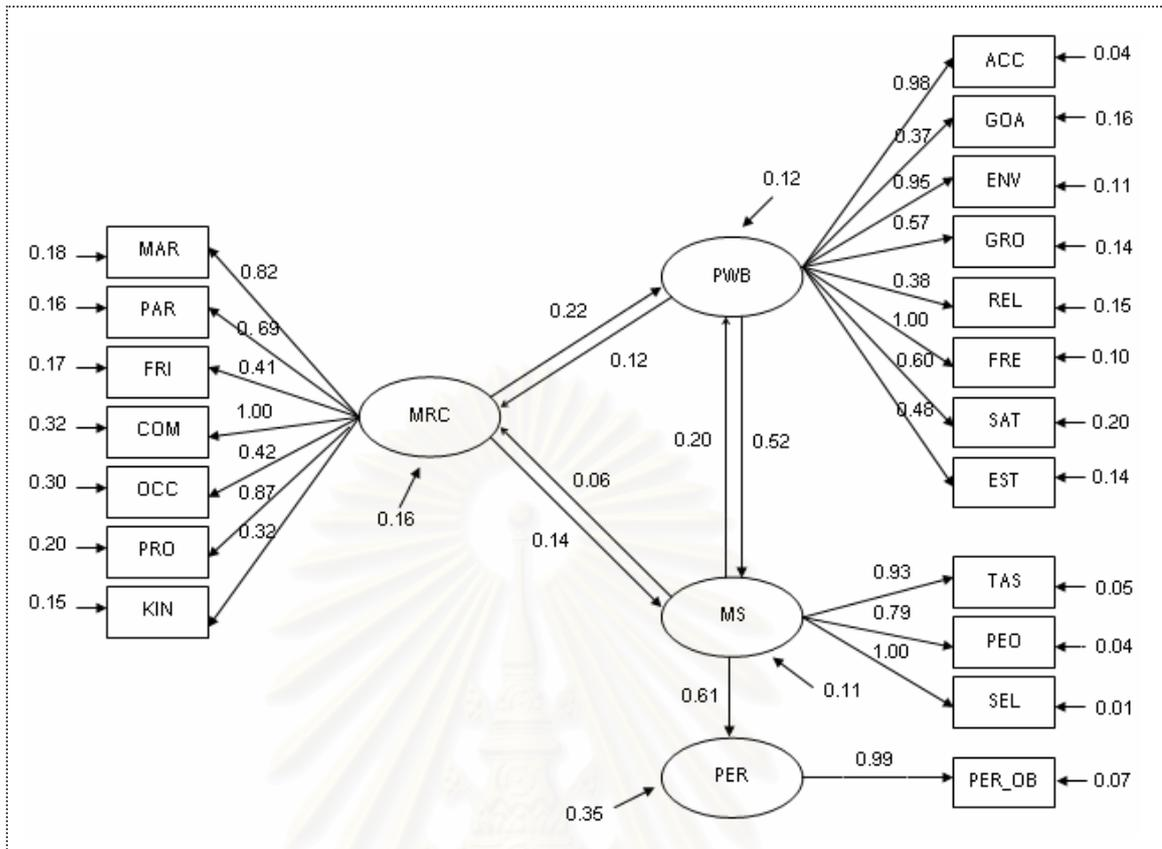 ACC
0.04
0.98
GOA
0.16
0.37
ENV
0.11
0.95
0.12
GRO
0.14
0.57
PWB
REL
0.15
0.38
FRE
0.10
1.00
SAT
0.20
0.60
EST
0.14
0.48
0.18
MAR
0.82
0.16
PAR
0. 69
0.17
FRI
0.41
0.32
COM
1.00
0.30
OCC
0.42
0.20
PRO
0.87
0.15
KIN
0.32
MRC
0.16
0.22
0.12
0.20
0.52
0.06
0.14
MS
0.11
0.93
TAS
0.05
0.79
PEO
0.04
1.00
SEL
0.01
0.61
PER
0.35
0.99
PER_OB
0.07